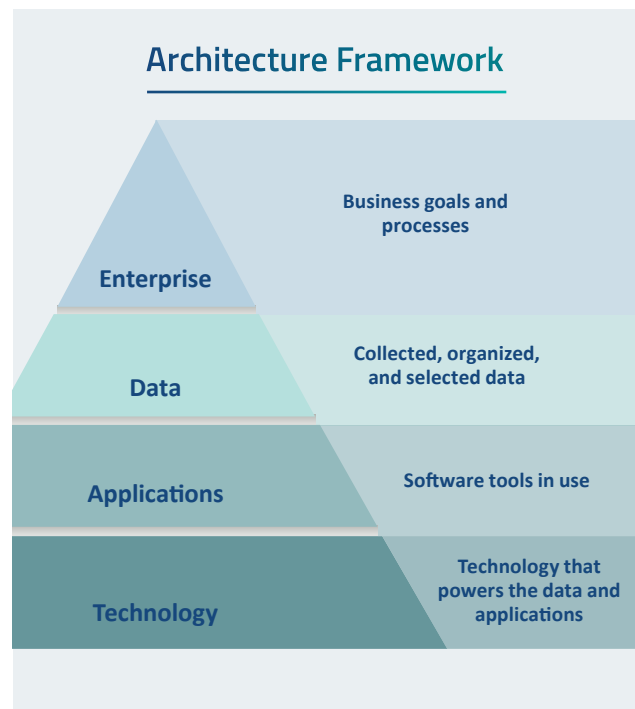 Architecture Framework
Enterprise
Business goals and
processes
Data
Collected, organized,
and selected data
Applications
Software tools in use
Technology
Technology that
powers the data and
applications